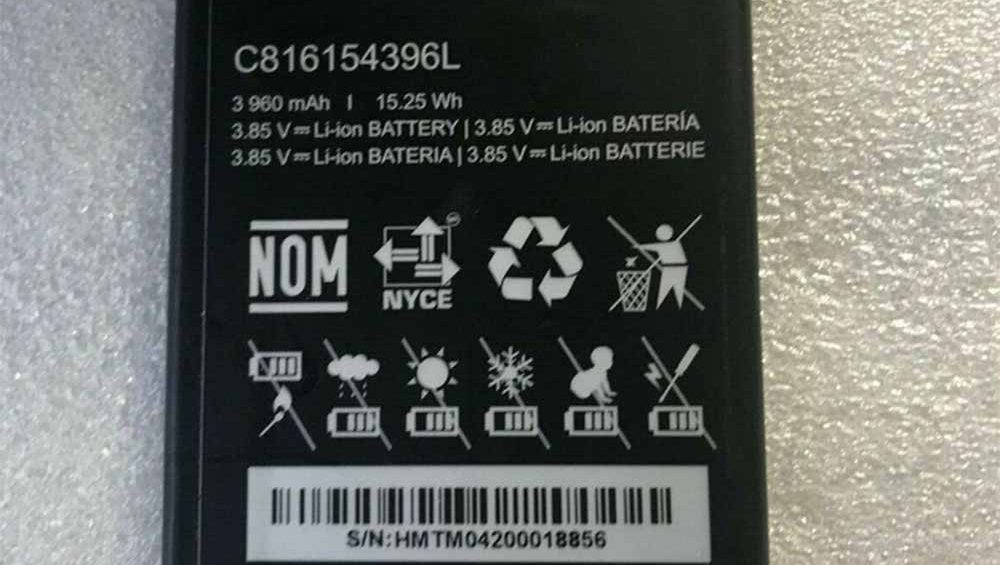 C816154396L
3 960 mAh I 15.25 Wh
3.85 V⎓Li-ion BATTERY | 3.85 V⎓Li-ion BATERÍA
3.85 V⎓Li-ion BATERIA | 3.85 V⎓Li-ion BATTERIE
NOM
NYCE
S/N:HMTM04200018856